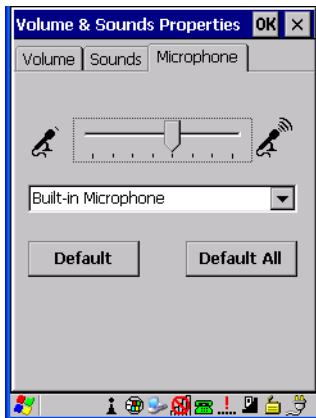 Volume & Sounds Properties OK
Volume Sounds Microphone
Built-in Microphone
Default Default All